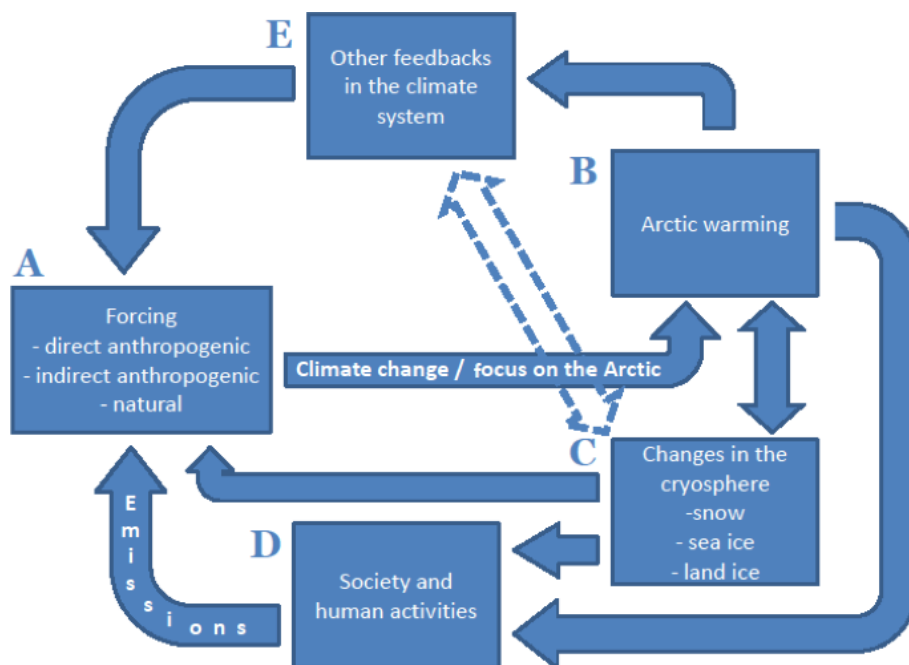 E
Other feedbacks
in the climate
system
B
Arctic warming
A
Forcing
- direct anthropogenic
- indirect anthropogenic
- natural
Climate change / focus on the Arctic
C
Changes in the
cryosphere
-snow
- sea ice
- land ice
D
Society and
human activities
Emissions